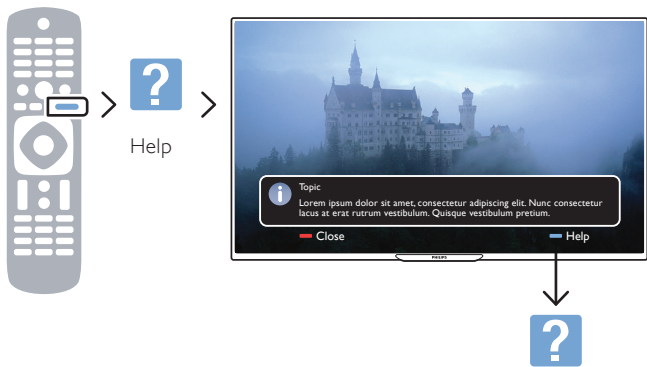 ?
Help
Topic
Lorem ipsum dolor sit amet, consectetur adipiscing elit. Nunc consectetur
lacus at erat rutrum vestibulum. Quisque vestibulum pretium.
Close
Help
PHILIPS
?